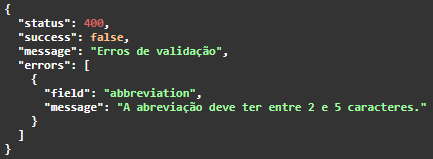 {
  "status": 400,
  "success": false,
  "message": "Erros de validação",
  "errors": [
    {
      "field": "abbreviation",
      "message": "A abreviação deve ter entre 2 e 5 caracteres."
    }
  ]
}